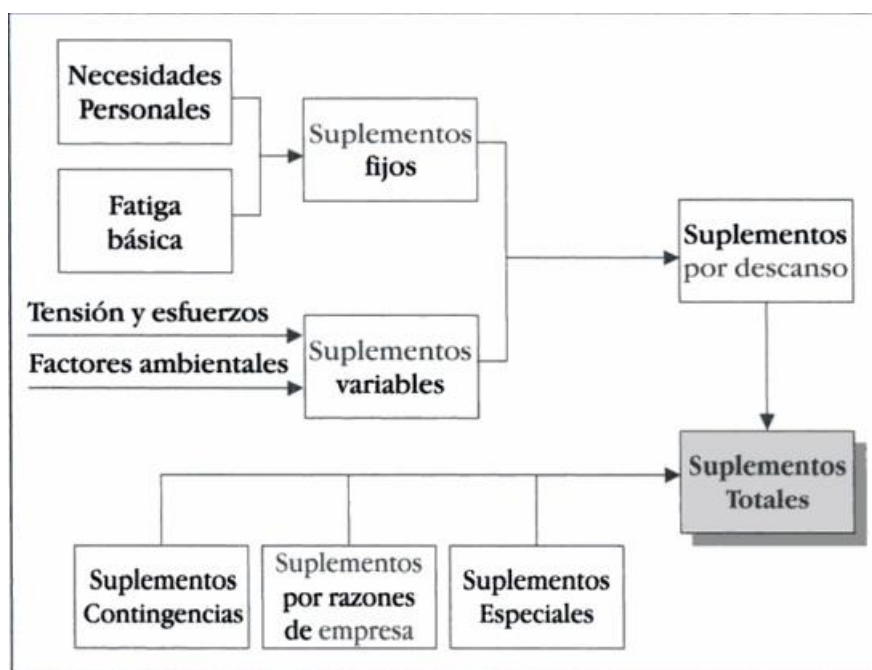 Necesidades
Personales
Suplementos
fijos
Fatiga
básica
Suplementos
por descanso
Tensión y esfuerzos
Factores ambientales
Suplementos
variables
Suplementos
Totales
Suplementos
Contingencias
Suplementos
por razones
de empresa
Suplementos
Especiales